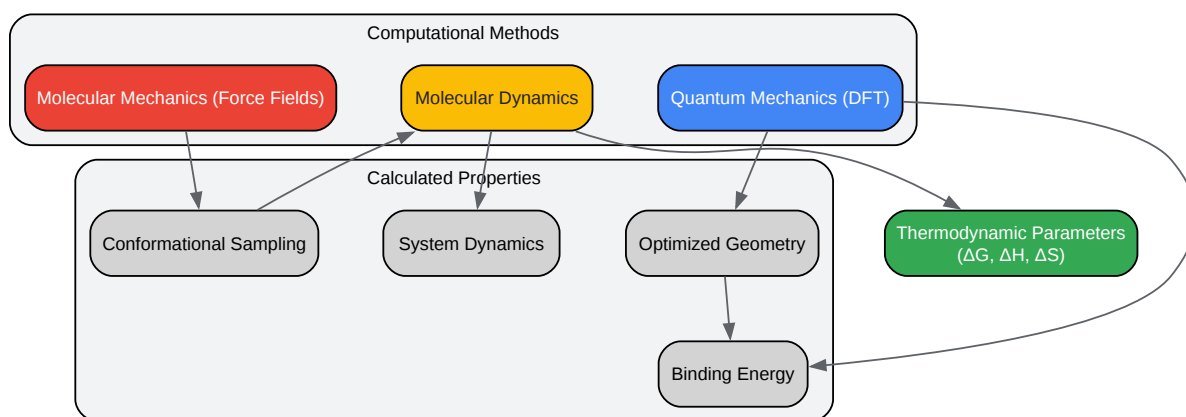 Computational Methods
Molecular Mechanics (Force Fields)
Molecular Dynamics
Quantum Mechanics (DFT)
Calculated Properties
Conformational Sampling
System Dynamics
Optimized Geometry
Thermodynamic Parameters
(ΔG, ΔH, ΔS)
Binding Energy